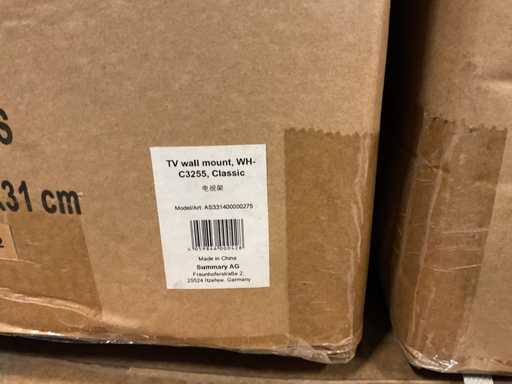 S
31 cm
2
TV wall mount, WH-
C3255, Classic
电视架
Model/Art: AS331400000275
Made in China
Summary AG
Fraunhoferstraße 2,
25524 Itzehoe, Germany